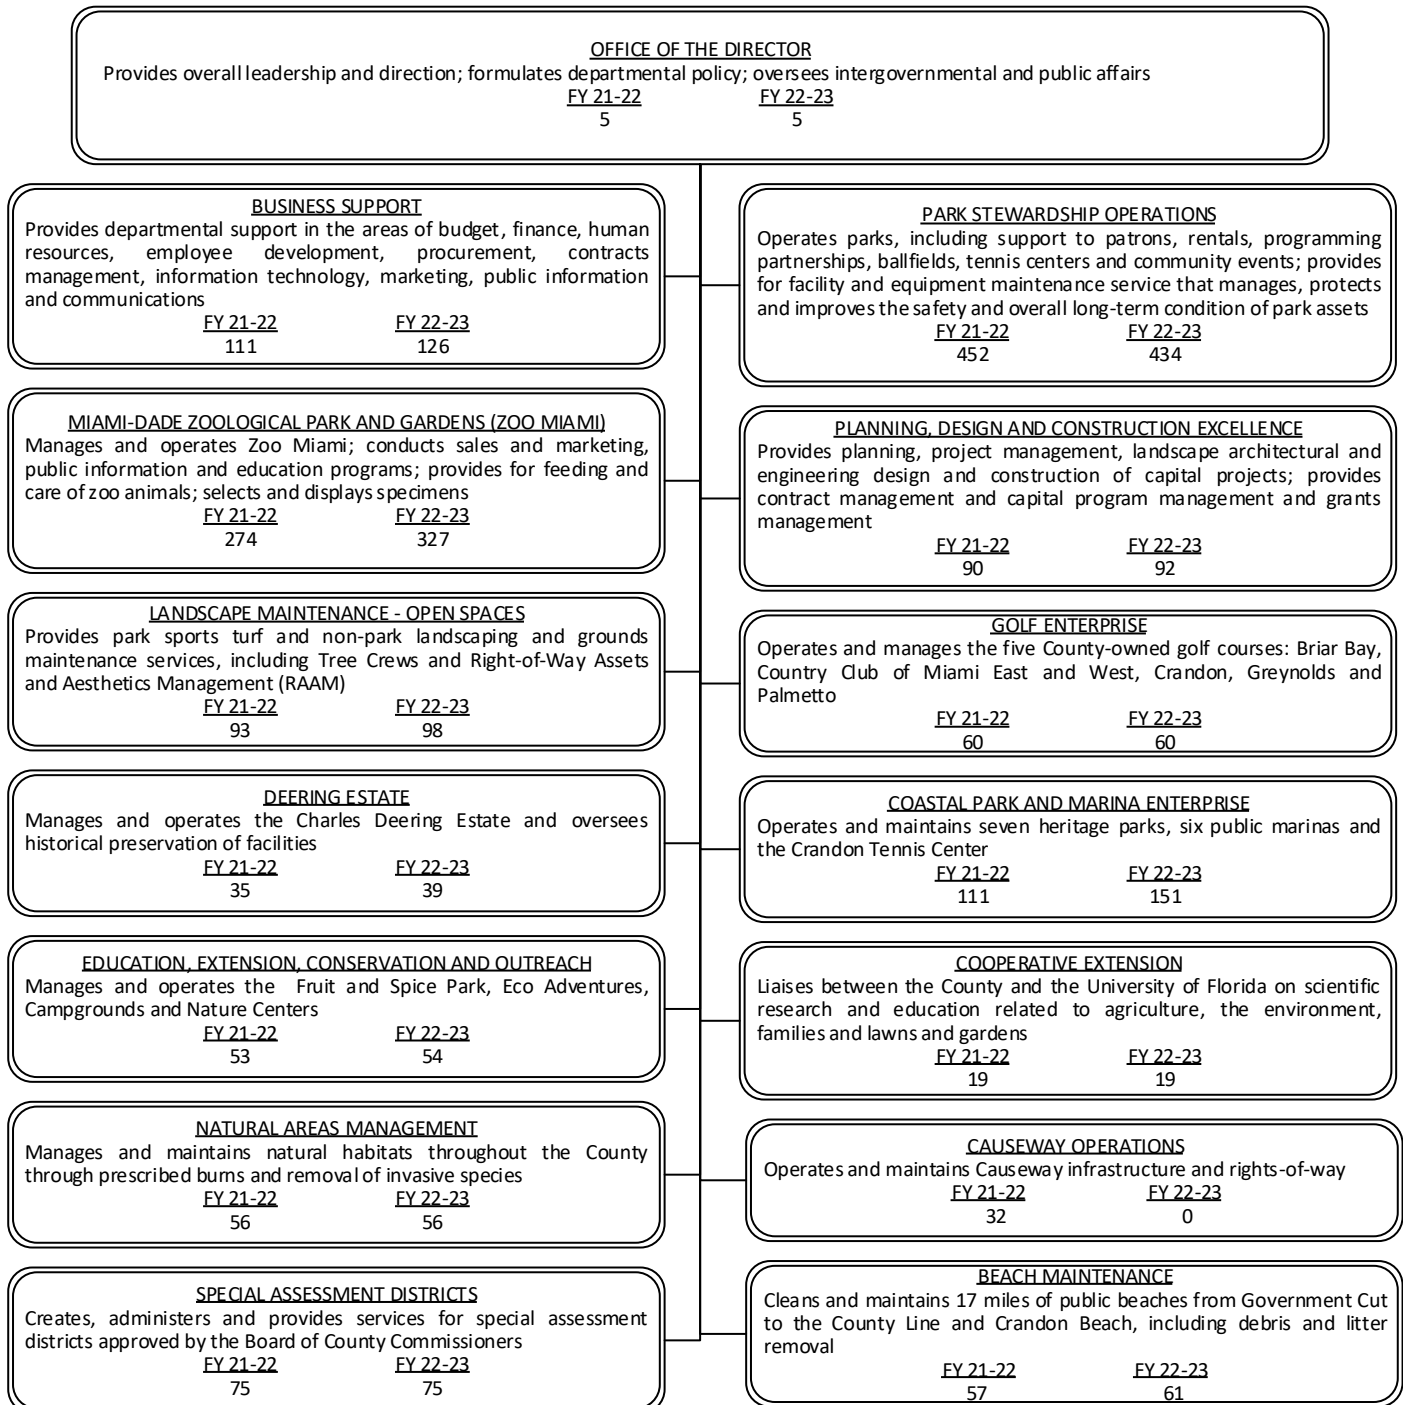 OFFICE OF THE DIRECTOR
Provides overall leadership and direction; formulates departmental policy; oversees intergovernmental and public affairs
FY 21-22 FY 22-23
5 5
BUSINESS SUPPORT
Provides departmental support in the areas of budget, finance, human
resources, employee development, procurement, contracts
management, information technology, marketing, public information
and communications
FY 21-22 FY 22-23
111 126
PARK STEWARDSHIP OPERATIONS
Operates parks, including support to patrons, rentals, programming
partnerships, ballfields, tennis centers and community events; provides
for facility and equipment maintenance service that manages, protects
and improves the safety and overall long-term condition of park assets
FY 21-22 FY 22-23
452 434
MIAMI-DADE ZOOLOGICAL PARK AND GARDENS (ZOO MIAMI)
Manages and operates Zoo Miami; conducts sales and marketing,
public information and education programs; provides for feeding and
care of zoo animals; selects and displays specimens
FY 21-22 FY 22-23
274 327
PLANNING, DESIGN AND CONSTRUCTION EXCELLENCE
Provides planning, project management, landscape architectural and
engineering design and construction of capital projects; provides
contract management and capital program management and grants
management
FY 21-22 FY 22-23
90 92
LANDSCAPE MAINTENANCE - OPEN SPACES
Provides park sports turf and non-park landscaping and grounds
maintenance services, including Tree Crews and Right-of-Way Assets
and Aesthetics Management (RAAM)
FY 21-22 FY 22-23
93 98
GOLF ENTERPRISE
Operates and manages the five County-owned golf courses: Briar Bay,
Country Club of Miami East and West, Crandon, Greynolds and
Palmetto
FY 21-22 FY 22-23
60 60
DEERING ESTATE
Manages and operates the Charles Deering Estate and oversees
historical preservation of facilities
FY 21-22 FY 22-23
35 39
COASTAL PARK AND MARINA ENTERPRISE
Operates and maintains seven heritage parks, six public marinas and
the Crandon Tennis Center
FY 21-22 FY 22-23
111 151
EDUCATION, EXTENSION, CONSERVATION AND OUTREACH
Manages and operates the Fruit and Spice Park, Eco Adventures,
Campgrounds and Nature Centers
FY 21-22 FY 22-23
53 54
COOPERATIVE EXTENSION
Liaises between the County and the University of Florida on scientific
research and education related to agriculture, the environment,
families and lawns and gardens
FY 21-22 FY 22-23
19 19
NATURAL AREAS MANAGEMENT
Manages and maintains natural habitats throughout the County
through prescribed burns and removal of invasive species
FY 21-22 FY 22-23
56 56
CAUSEWAY OPERATIONS
Operates and maintains Causeway infrastructure and rights-of-way
FY 21-22 FY 22-23
32 0
SPECIAL ASSESSMENT DISTRICTS
Creates, administers and provides services for special assessment
districts approved by the Board of County Commissioners
FY 21-22 FY 22-23
75 75
BEACH MAINTENANCE
Cleans and maintains 17 miles of public beaches from Government Cut
to the County Line and Crandon Beach, including debris and litter
removal
FY 21-22 FY 22-23
57 61